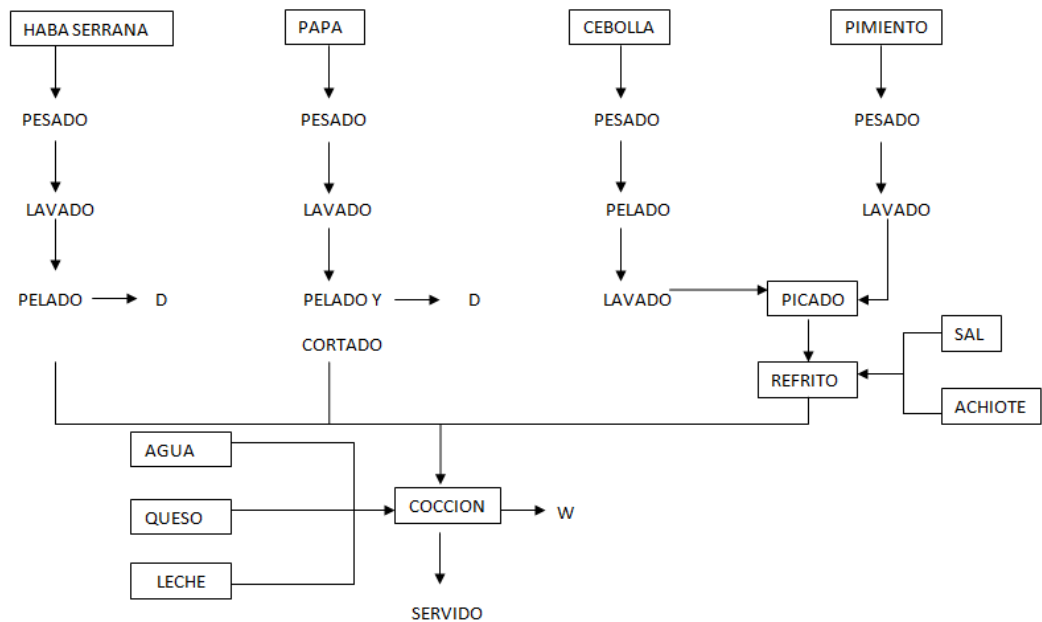 HABA SERRANA
PAPA
CEBOLLA
PIMIENTO
PESADO
PESADO
PESADO
PESADO
LAVADO
LAVADO
PELADO
LAVADO
PELADO
D
PELADO Y
CORTADO
D
LAVADO
PICADO
SAL
REFRITO
ACHIOTE
AGUA
QUESO
COCCION
W
LECHE
SERVIDO